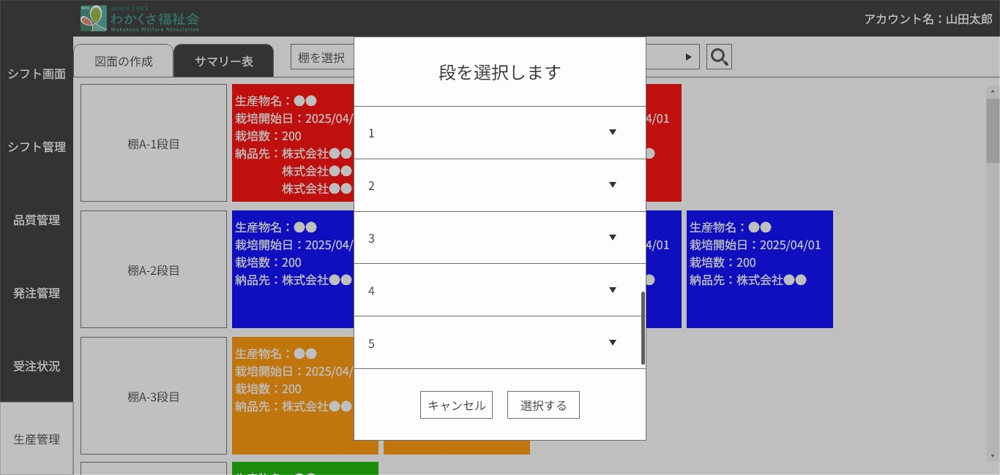 NPO
since 1983
わかくさ福祉会
Wakakusa Welfare Association
アカウント名：山田太郎
シフト画面
シフト管理
品質管理
発注管理
受注状況
生産管理
図面の作成
サマリー表
棚を選択
棚A-1段目
生産物名：●●
栽培開始日：2025/04/
栽培数：200
納品先：株式会社●●
株式会社●●
株式会社●●
4/01
●
棚A-2段目
生産物名：●●
栽培開始日：2025/04/
栽培数：200
納品先：株式会社●●
4/01
●
生産物名：●●
栽培開始日：2025/04/01
栽培数：200
納品先：株式会社●●
棚A-3段目
生産物名：●●
栽培開始日：2025/04/
栽培数：200
納品先：株式会社●●
段を選択します
1
2
3
4
5
キャンセル
選択する